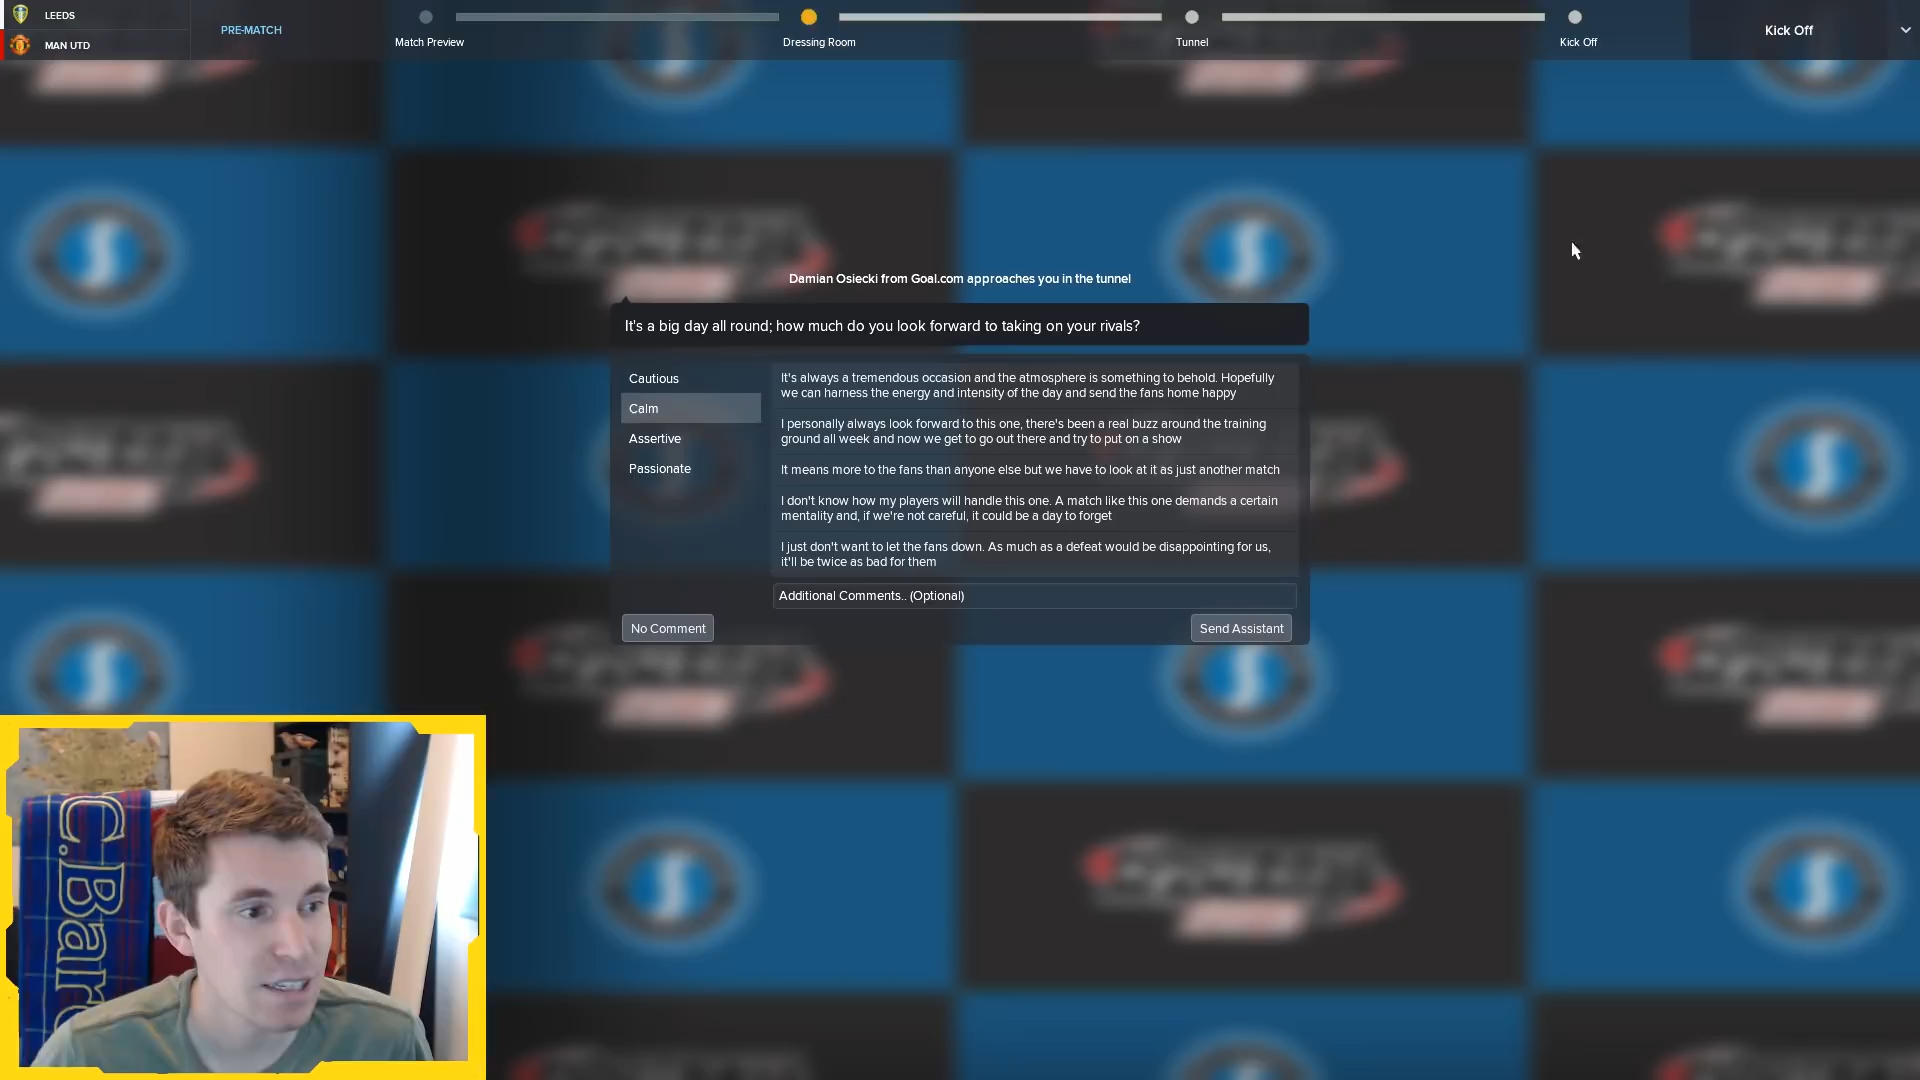 LEEDS
MAN UTD
PRE-MATCH
Match Preview
Dressing Room
Tunnel
Kick Off
Kick Off
Damian Osiecki from Goal.com approaches you in the tunnel
It's a big day all round; how much do you look forward to taking on your rivals?
Cautious
Calm
Assertive
Passionate
It's always a tremendous occasion and the atmosphere is something to behold. Hopefully
we can harness the energy and intensity of the day and send the fans home happy
I personally always look forward to this one, there's been a real buzz around the training
ground all week and now we get to go out there and try to put on a show
It means more to the fans than anyone else but we have to look at it as just another match
I don't know how my players will handle this one. A match like this one demands a certain
mentality and, if we're not careful, it could be a day to forget
I just don't want to let the fans down. As much as a defeat would be disappointing for us,
it'll be twice as bad for them
Additional Comments.. (Optional)
No Comment
Send Assistant
C.Barc